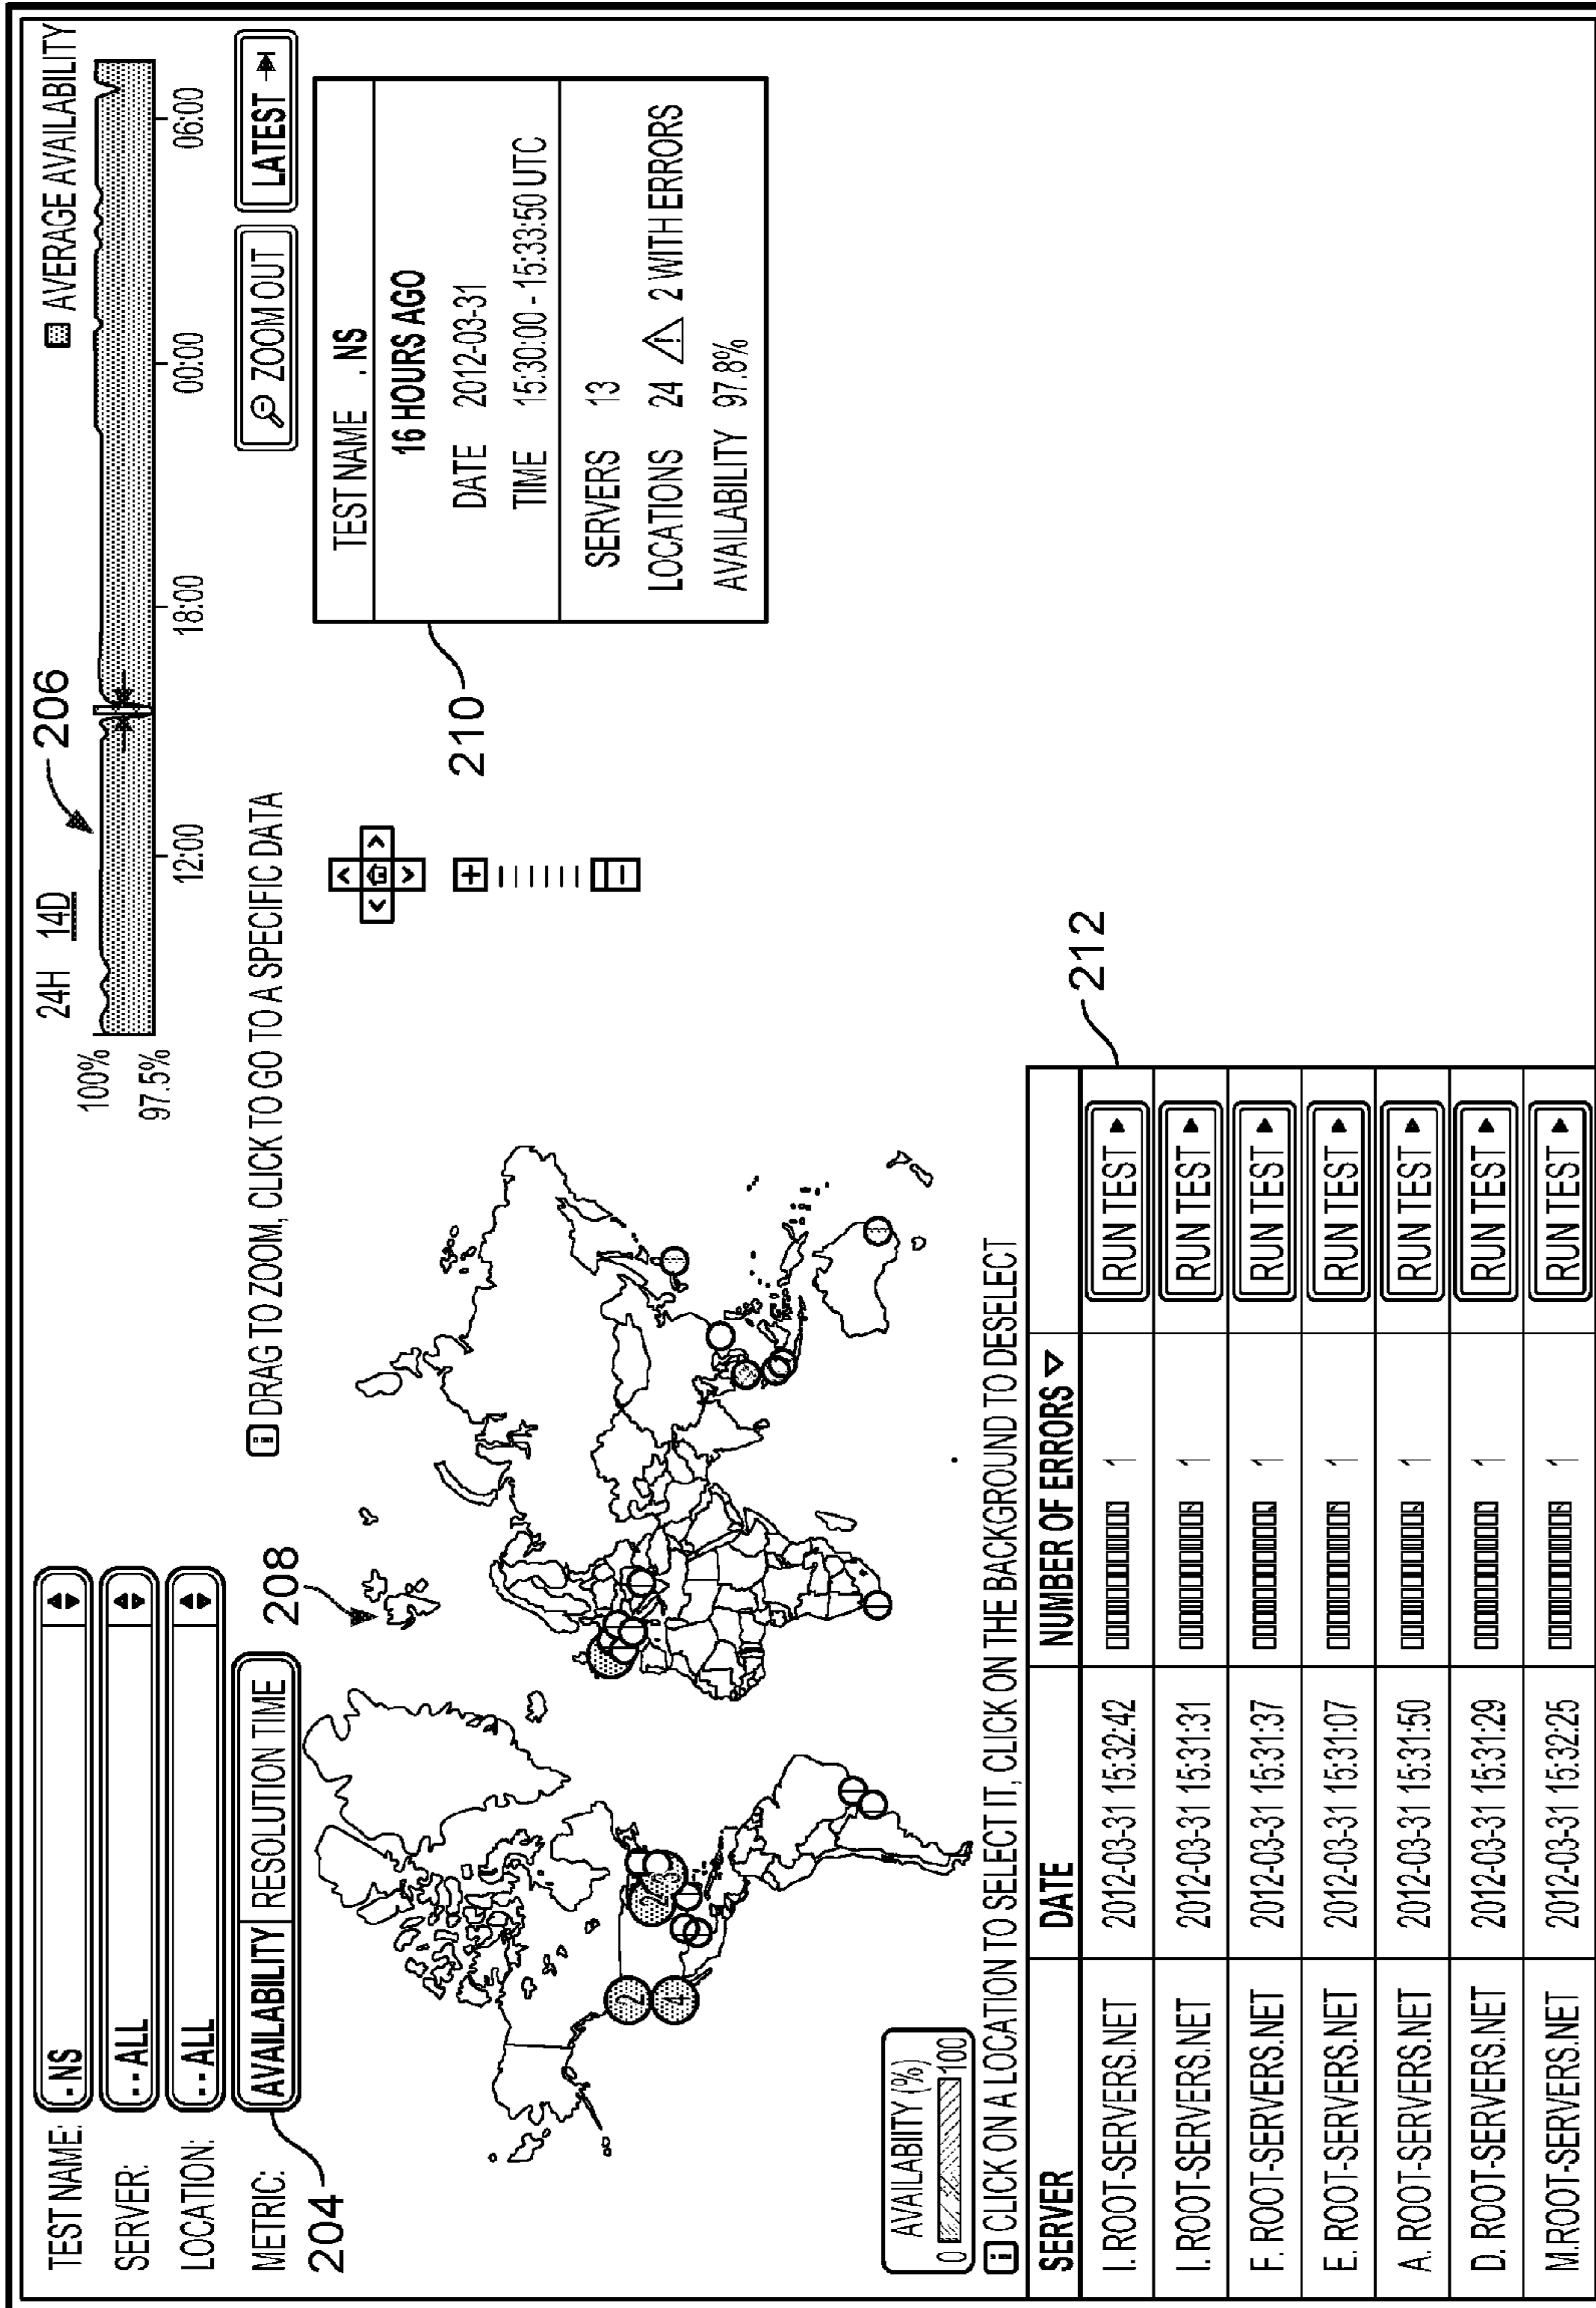 TEST NAME: . NS
SERVER: -- ALL
LOCATION: -- ALL
METRIC: AVAILABILITY RESOLUTION TIME
204
208
24H 14D
206
AVERAGE AVAILABILITY
100%
97.5%
12:00 18:00 00:00 06:00
DRAG TO ZOOM, CLICK TO GO TO A SPECIFIC DATA
ZOOM OUT LATEST
TEST NAME . NS
16 HOURS AGO
DATE 2012-03-31
TIME 15:30:00 - 15:33:50 UTC
SERVERS 13
LOCATIONS 24 2 WITH ERRORS
AVAILABILITY 97.8%
210
2
4
2
3
AVAILABIITY (%)
0 100
CLICK ON A LOCATION TO SELECT IT, CLICK ON THE BACKGROUND TO DESELECT
212
SERVER DATE NUMBER OF ERRORS
I. ROOT-SERVERS.NET 2012-03-31 15:32:42 1 RUN TEST
I. ROOT-SERVERS.NET 2012-03-31 15:31:31 1 RUN TEST
F. ROOT-SERVERS.NET 2012-03-31 15:31:37 1 RUN TEST
E. ROOT-SERVERS.NET 2012-03-31 15:31:07 1 RUN TEST
A. ROOT-SERVERS.NET 2012-03-31 15:31:50 1 RUN TEST
D. ROOT-SERVERS.NET 2012-03-31 15:31:29 1 RUN TEST
M.ROOT-SERVERS.NET 2012-03-31 15:32:25 1 RUN TEST